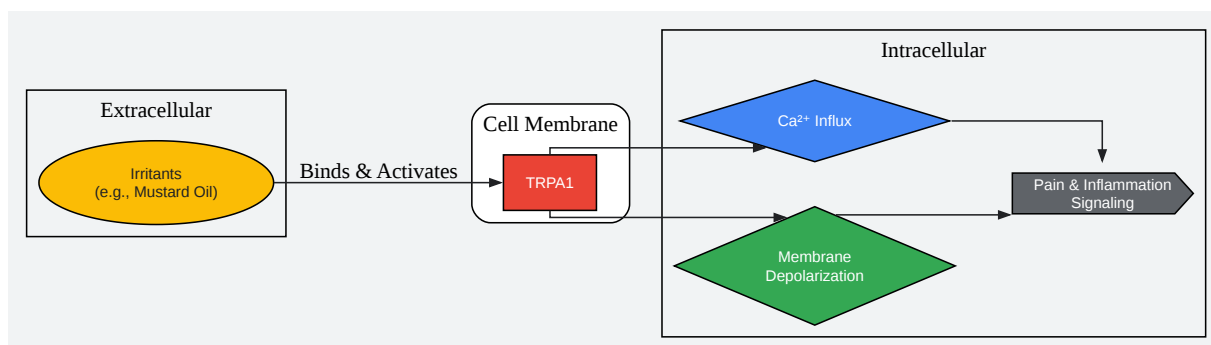 Extracellular
Irritants
(e.g., Mustard Oil)
Binds & Activates
Cell Membrane
TRPA1
Intracellular
Ca²⁺ Influx
Pain & Inflammation
Signaling
Membrane
Depolarization